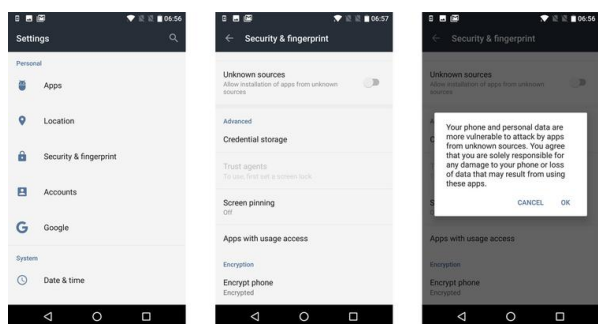 06:56
Settings
Personal
Apps
Location
Security & fingerprint
Accounts
Google
System
Date & time
06:57
Security & fingerprint
Unknown sources
Allow installation of apps from unknown
sources
Advanced
Credential storage
Trust agents
To use, first set a screen lock
Screen pinning
Off
Apps with usage access
Encryption
Encrypt phone
Encrypted
06:56
Security & fingerprint
Unknown sources
Allow installation of apps from unknown
sources
Your phone and personal data are
more vulnerable to attack by apps
from unknown sources. You agree
that you are solely responsible for
any damage to your phone or loss
of data that may result from using
these apps.
CANCEL OK
Apps with usage access
Encryption
Encrypt phone
Encrypted